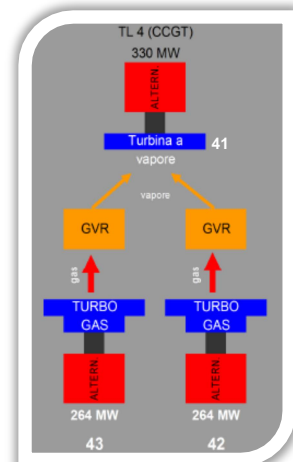 TL 4 (CCGT)
330 MW
ALTERN.
Turbina a
vapore
41
vapore
GVR
GVR
gas
gas
TURBO
GAS
TURBO
GAS
ALTERN.
ALTERN.
264 MW
264 MW
43
42